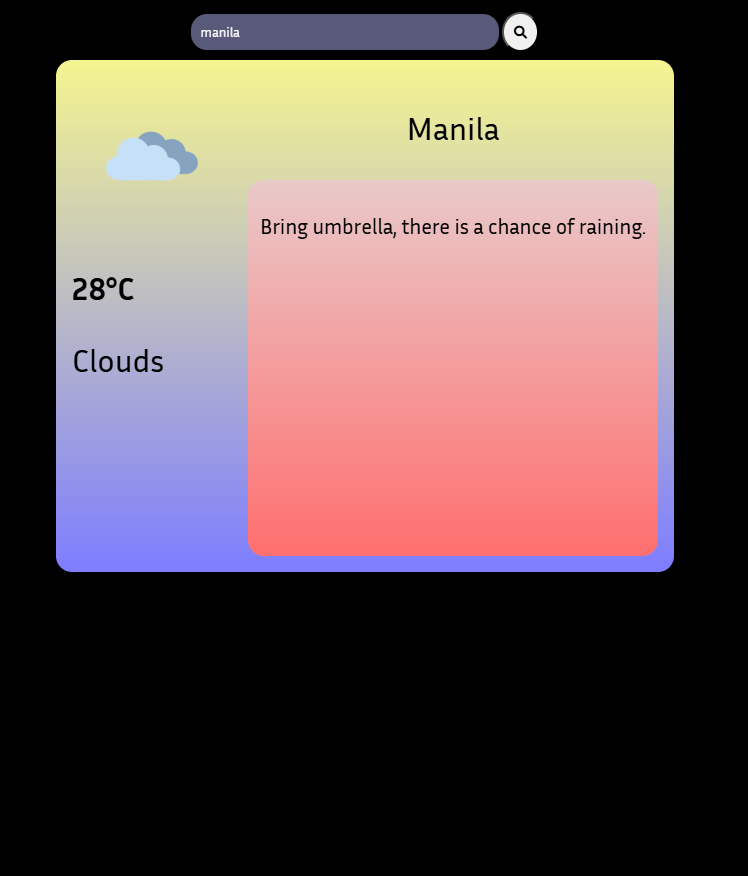 manila
Manila
Bring umbrella, there is a chance of raining.
28°C
Clouds